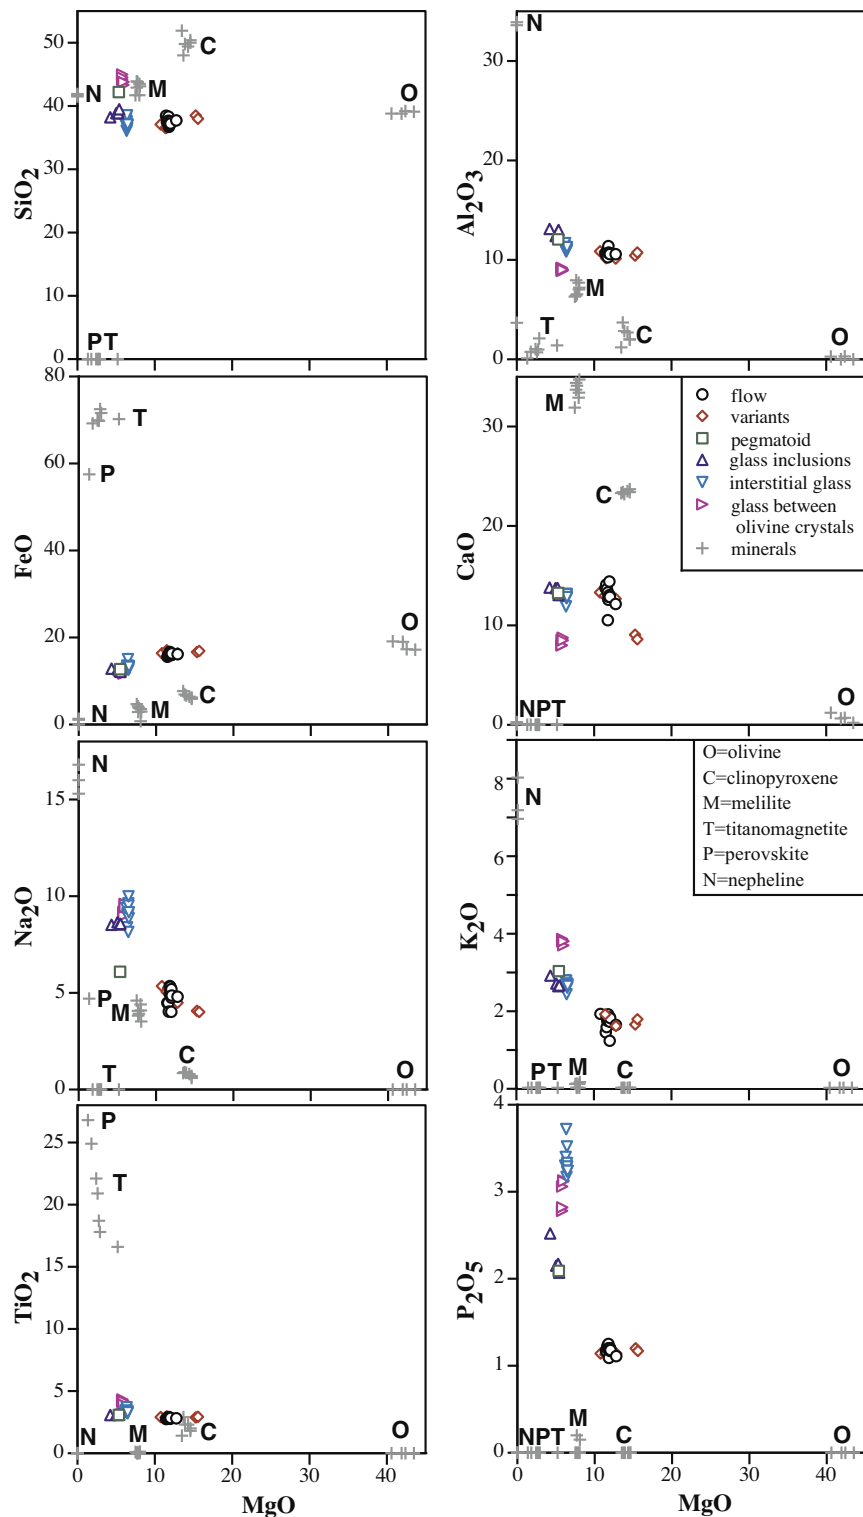 50
40
30
20
10
0
SiO2
N
M
C
O
PT
30
20
10
0
Al2O3
N
T
M
C
O
80
60
40
20
0
FeO
T
P
N
M
C
O
30
20
10
0
CaO
M
C
NPT
O
flow
variants
pegmatoid
glass inclusions
interstitial glass
glass between
olivine crystals
minerals
15
10
5
0
Na2O
N
P
M
T
C
O
8
6
4
2
0
K2O
N
PT
M
C
O
O=olivine
C=clinopyroxene
M=melilite
T=titanomagnetite
P=perovskite
N=nepheline
25
20
15
10
5
0
TiO2
P
T
N
M
C
O
0 10 20 30 40
MgO
4
3
2
1
0
P2O5
NPT
M
C
O
0 10 20 30 40
MgO